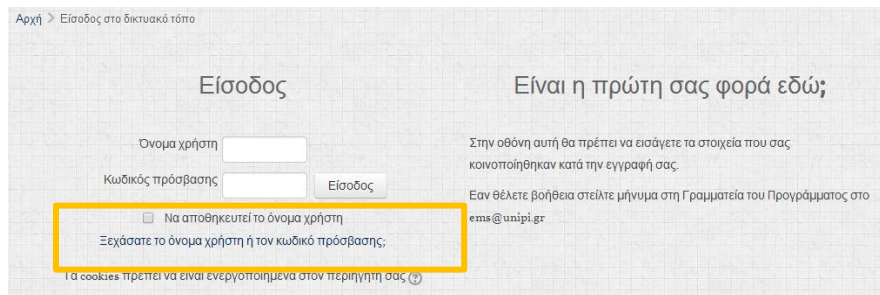 Αρχή > Είσοδος στο δικτυακό τόπο
Είσοδος
Όνομα χρήστη
Κωδικός πρόσβασης
Είσοδος
Να αποθηκευτεί το όνομα χρήστη
Ξεχάσατε το όνομα χρήστη ή τον κωδικό πρόσβασης;
Τα cookies πρέπει να είναι ενεργοποιημένα στον περιηγητή σας ?
Είναι η πρώτη σας φορά εδώ;
Στην οθόνη αυτή θα πρέπει να εισάγετε τα στοιχεία που σας
κοινοποίηθηκαν κατά την εγγραφή σας.
Εαν θέλετε βοήθεια στείλτε μήνυμα στη Γραμματεία του Προγράμματος στο
ems@unipi.gr